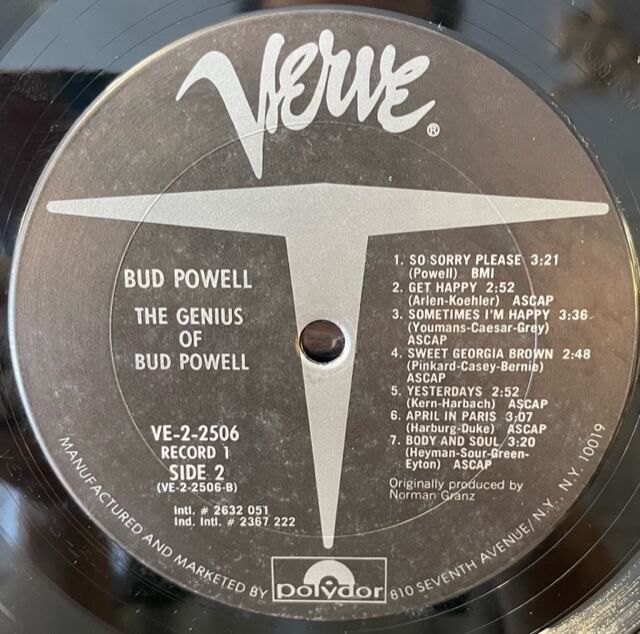 VERVE ®
BUD POWELL
THE GENIUS
OF
BUD POWELL
VE-2-2506
RECORD 1
SIDE 2
(VE-2-2506-B)
Intl. # 2632 051
Ind. Intl. # 2367 222
1. SO SORRY PLEASE 3:21
(Powell) BMI
2. GET HAPPY 2:52
(Arlen-Koehler) ASCAP
3. SOMETIMES I'M HAPPY 3:36
(Youmans-Caesar-Grey)
ASCAP
4. SWEET GEORGIA BROWN 2:48
(Pinkard-Casey-Bernie)
ASCAP
5. YESTERDAYS 2:52
(Kern-Harbach) ASCAP
6. APRIL IN PARIS 3:07
(Harburg-Duke) ASCAP
7. BODY AND SOUL 3:20
(Heyman-Sour-Green-
Eyton) ASCAP
Originally produced by
Norman Granz
MANUFACTURED AND MARKETED BY polydor 810 SEVENTH AVENUE/ N.Y., N.Y. 10019